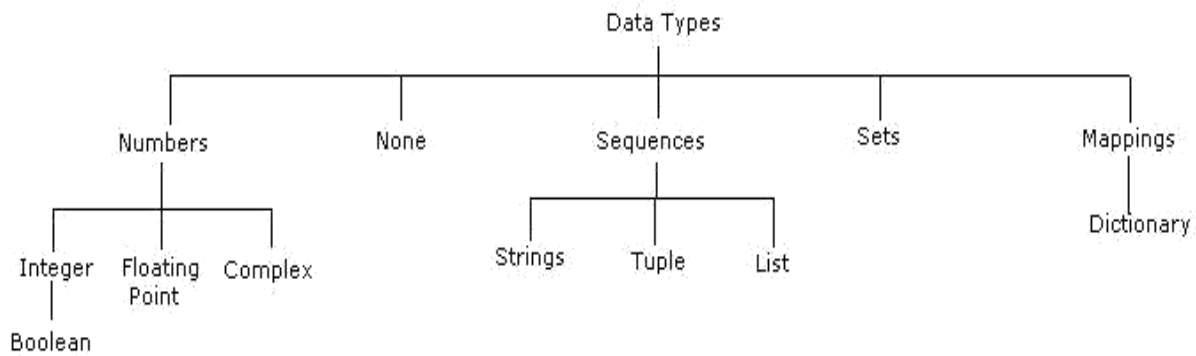 Data Types
Numbers
None
Sequences
Sets
Mappings
Integer
Floating
Point
Complex
Strings
Tuple
List
Dictionary
Boolean